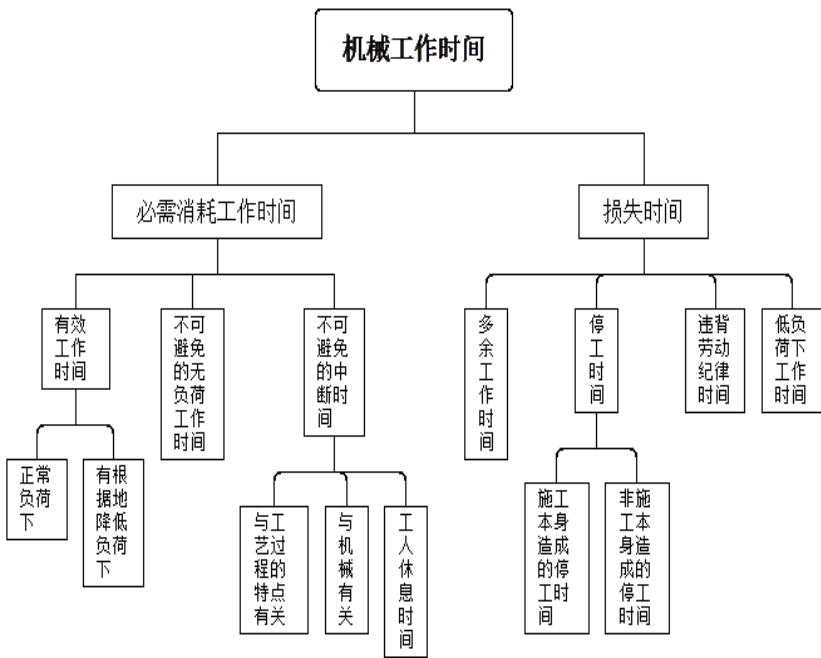 机械工作时间
必需消耗工作时间
损失时间
有效
工作
时间
不可
避免
的无
负荷
工作
时间
不可
避免
的中
断时
间
多
余
工
作
时
间
停
工
时
间
违背
劳动
纪律
时间
低负
荷下
工作
时间
正常
负荷
下
有根
据地
降低
负荷
下
与工
艺过
程的
特点
有关
与
机
械
有
关
工
人
休
息
时
间
施工
本身
造成
的停
工时
间
非施
工本
身造
成的
停工
时间